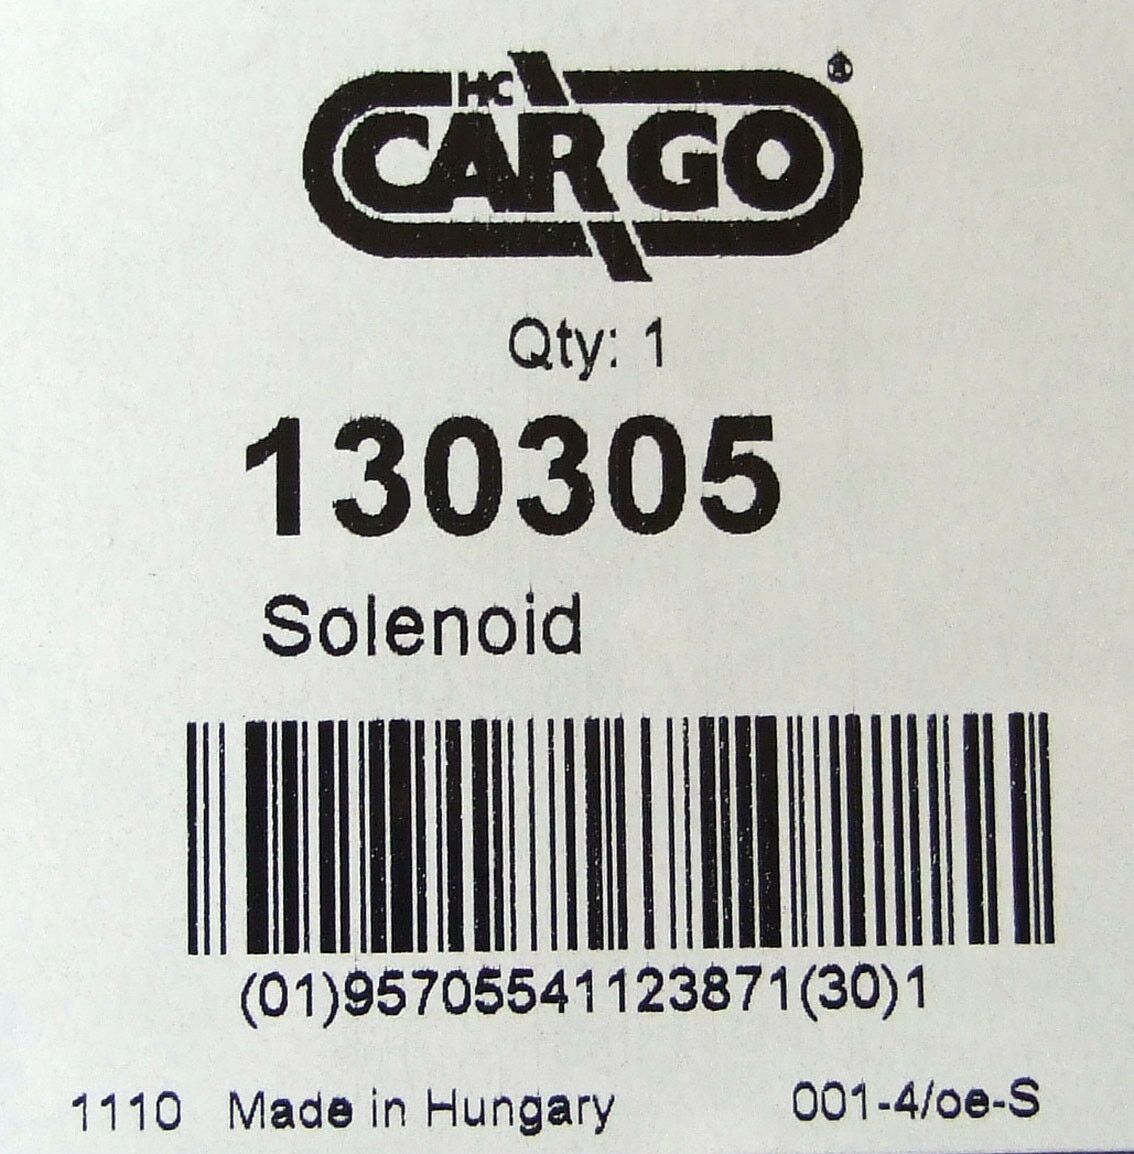 HC
CARGO®
Qty: 1
130305
Solenoid
(01)95705541123871(30)1
1110 Made in Hungary 001-4/oe-S